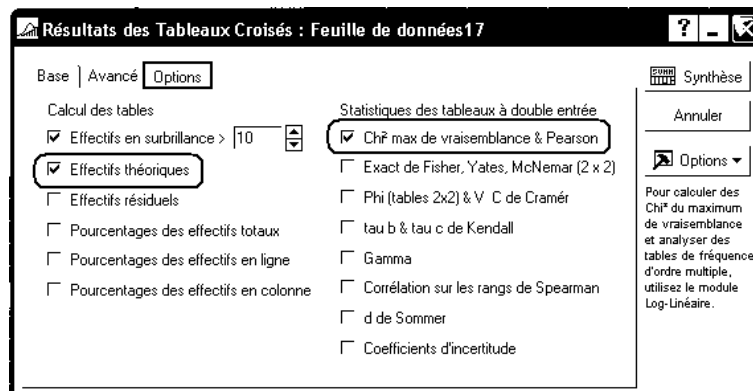 Résultats des Tableaux Croisés : Feuille de données17
Base
Avancé
Options
Calcul des tables
Effectifs en surbrillance > 10
Effectifs théoriques
Effectifs résiduels
Pourcentages des effectifs totaux
Pourcentages des effectifs en ligne
Pourcentages des effectifs en colonne
Statistiques des tableaux à double entrée
Chi² max de vraisemblance & Pearson
Exact de Fisher, Yates, McNemar (2 x 2)
Phi (tables 2x2) & V C de Cramér
tau b & tau c de Kendall
Gamma
Corrélation sur les rangs de Spearman
d de Sommer
Coefficients d'incertitude
Synthèse
Annuler
Options
Pour calculer des
Chi² du maximum
de vraisemblance
et analyser des
tables de fréquence
d'ordre multiple,
utilisez le module
Log-Linéaire.